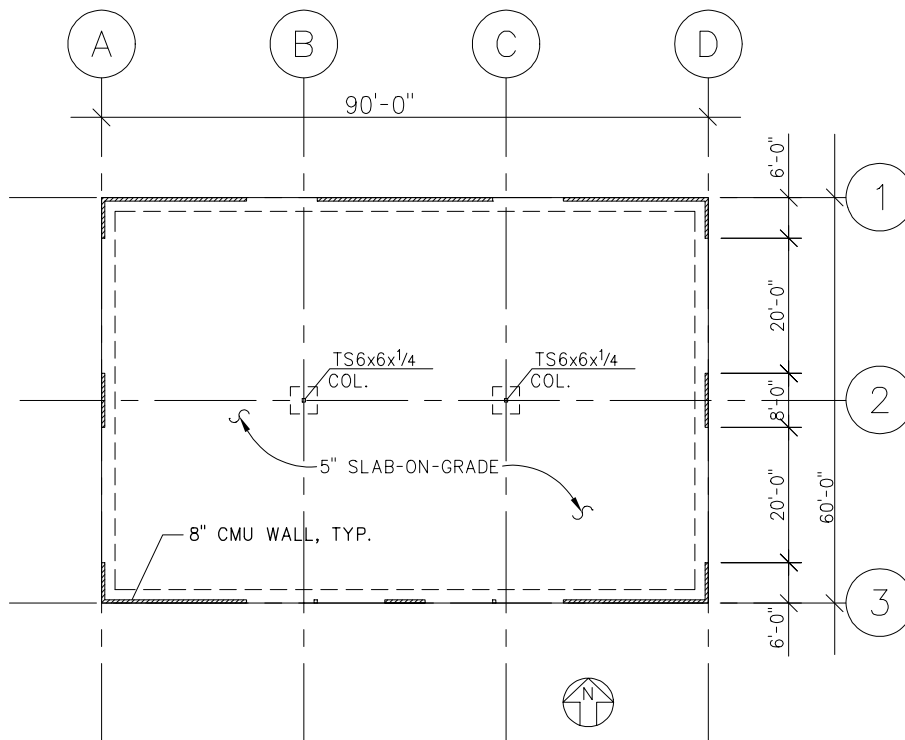 A
B
C
D
90'-0"
6'-0"
1
20'-0"
TS6x6x1/4
COL.
TS6x6x1/4
COL.
8'-0"
2
5" SLAB-ON-GRADE
20'-0"
60'-0"
8" CMU WALL, TYP.
3
6'-0"
N